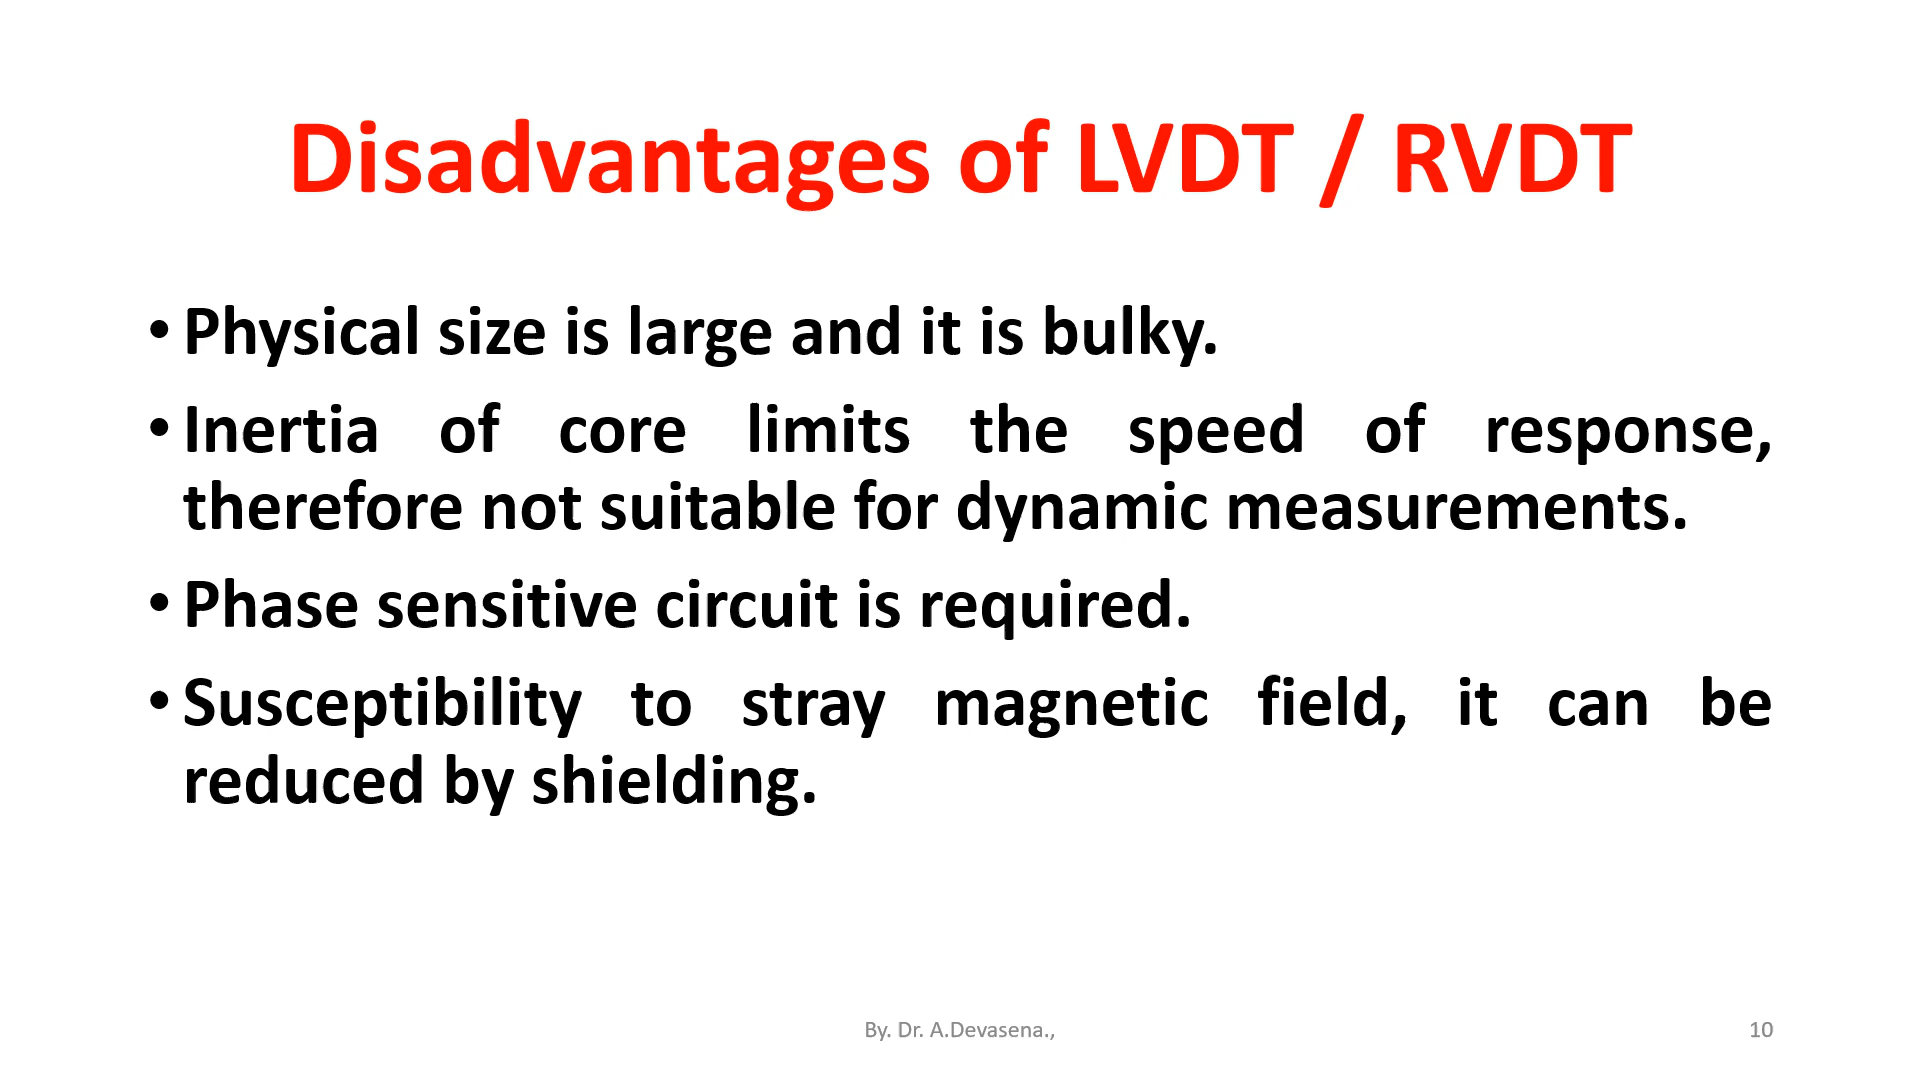 Disadvantages of LVDT / RVDT
• Physical size is large and it is bulky.
• Inertia of core limits the speed of response,
therefore not suitable for dynamic measurements.
• Phase sensitive circuit is required.
• Susceptibility to stray magnetic field, it can be
reduced by shielding.
By. Dr. A.Devasena.,
10